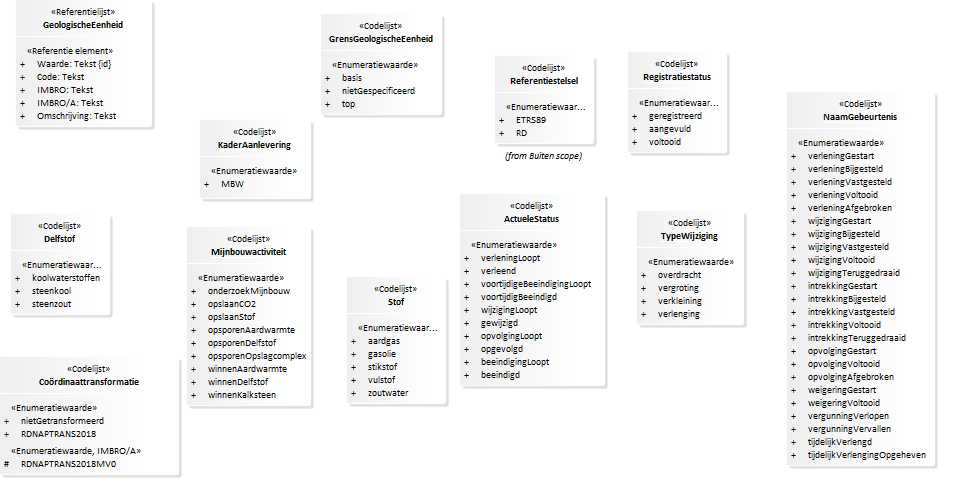 «Referentielijst»
GeologischeEenheid
«Referentie element»
+ Waarde: Tekst {id}
+ Code: Tekst
+ IMBRO: Tekst
+ IMBRO/A: Tekst
+ Omschrijving: Tekst
«Codelijst»
GrensGeologischeEenheid
«Enumeratiewaarde»
+ basis
+ nietGespecificeerd
+ top
«Codelijst»
Referentiestelsel
«Enumeratiewaar...
+ ETRS89
+ RD
(from Buiten scope)
«Codelijst»
Registratiestatus
«Enumeratiewaar...
+ geregistreerd
+ aangevuld
+ voltooid
«Codelijst»
NaamGebeurtenis
«Enumeratiewaarde»
+ verleningGestart
+ verleningBijgesteld
+ verleningVastgesteld
+ verleningVoltooid
+ verleningAfgebroken
+ wijzigingGestart
+ wijzigingBijgesteld
+ wijzigingVastgesteld
+ wijzigingVoltooid
+ wijzigingTeruggedraaid
+ intrekkingGestart
+ intrekkingBijgesteld
+ intrekkingVastgesteld
+ intrekkingVoltooid
+ intrekkingTeruggedraaid
+ opvolgingGestart
+ opvolgingVoltooid
+ opvolgingAfgebroken
+ weigeringGestart
+ weigeringVoltooid
+ vergunningVerlopen
+ vergunningVervallen
+ tijdelijkVerlengd
+ tijdelijkVerlengingOpgeheven
«Codelijst»
KaderAanlevering
«Enumeratiewaarde»
+ MBW
«Codelijst»
Delfstof
«Enumeratiewaar...
+ koolwaterstoffen
+ steenkool
+ steenzout
«Codelijst»
Mijnbouwactiviteit
«Enumeratiewaarde»
+ onderzoekMijnbouw
+ opslaanCO2
+ opslaanStof
+ opsporenAardwarmte
+ opsporenDelfstof
+ opsporenOpslagcomplex
+ winnenAardwarmte
+ winnenDelfstof
+ winnenKalksteen
«Codelijst»
Stof
«Enumeratiewaar...
+ aardgas
+ gasolie
+ stikstof
+ vulstof
+ zoutwater
«Codelijst»
ActueleStatus
«Enumeratiewaarde»
+ verleningLoopt
+ verleend
+ voortijdigeBeeindigingLoopt
+ voortijdigBeeindigd
+ wijzigingLoopt
+ gewijzigd
+ opvolgingLoopt
+ opgevolgd
+ beeindigingLoopt
+ beeindigd
«Codelijst»
TypeWijziging
«Enumeratiewaarde»
+ overdracht
+ vergroting
+ verkleining
+ verlenging
«Codelijst»
Coördinaattransformatie
«Enumeratiewaarde»
+ nietGetransformeerd
+ RDNAPTRANS2018
«Enumeratiewaarde, IMBRO/A»
# RDNAPTRANS2018MV0